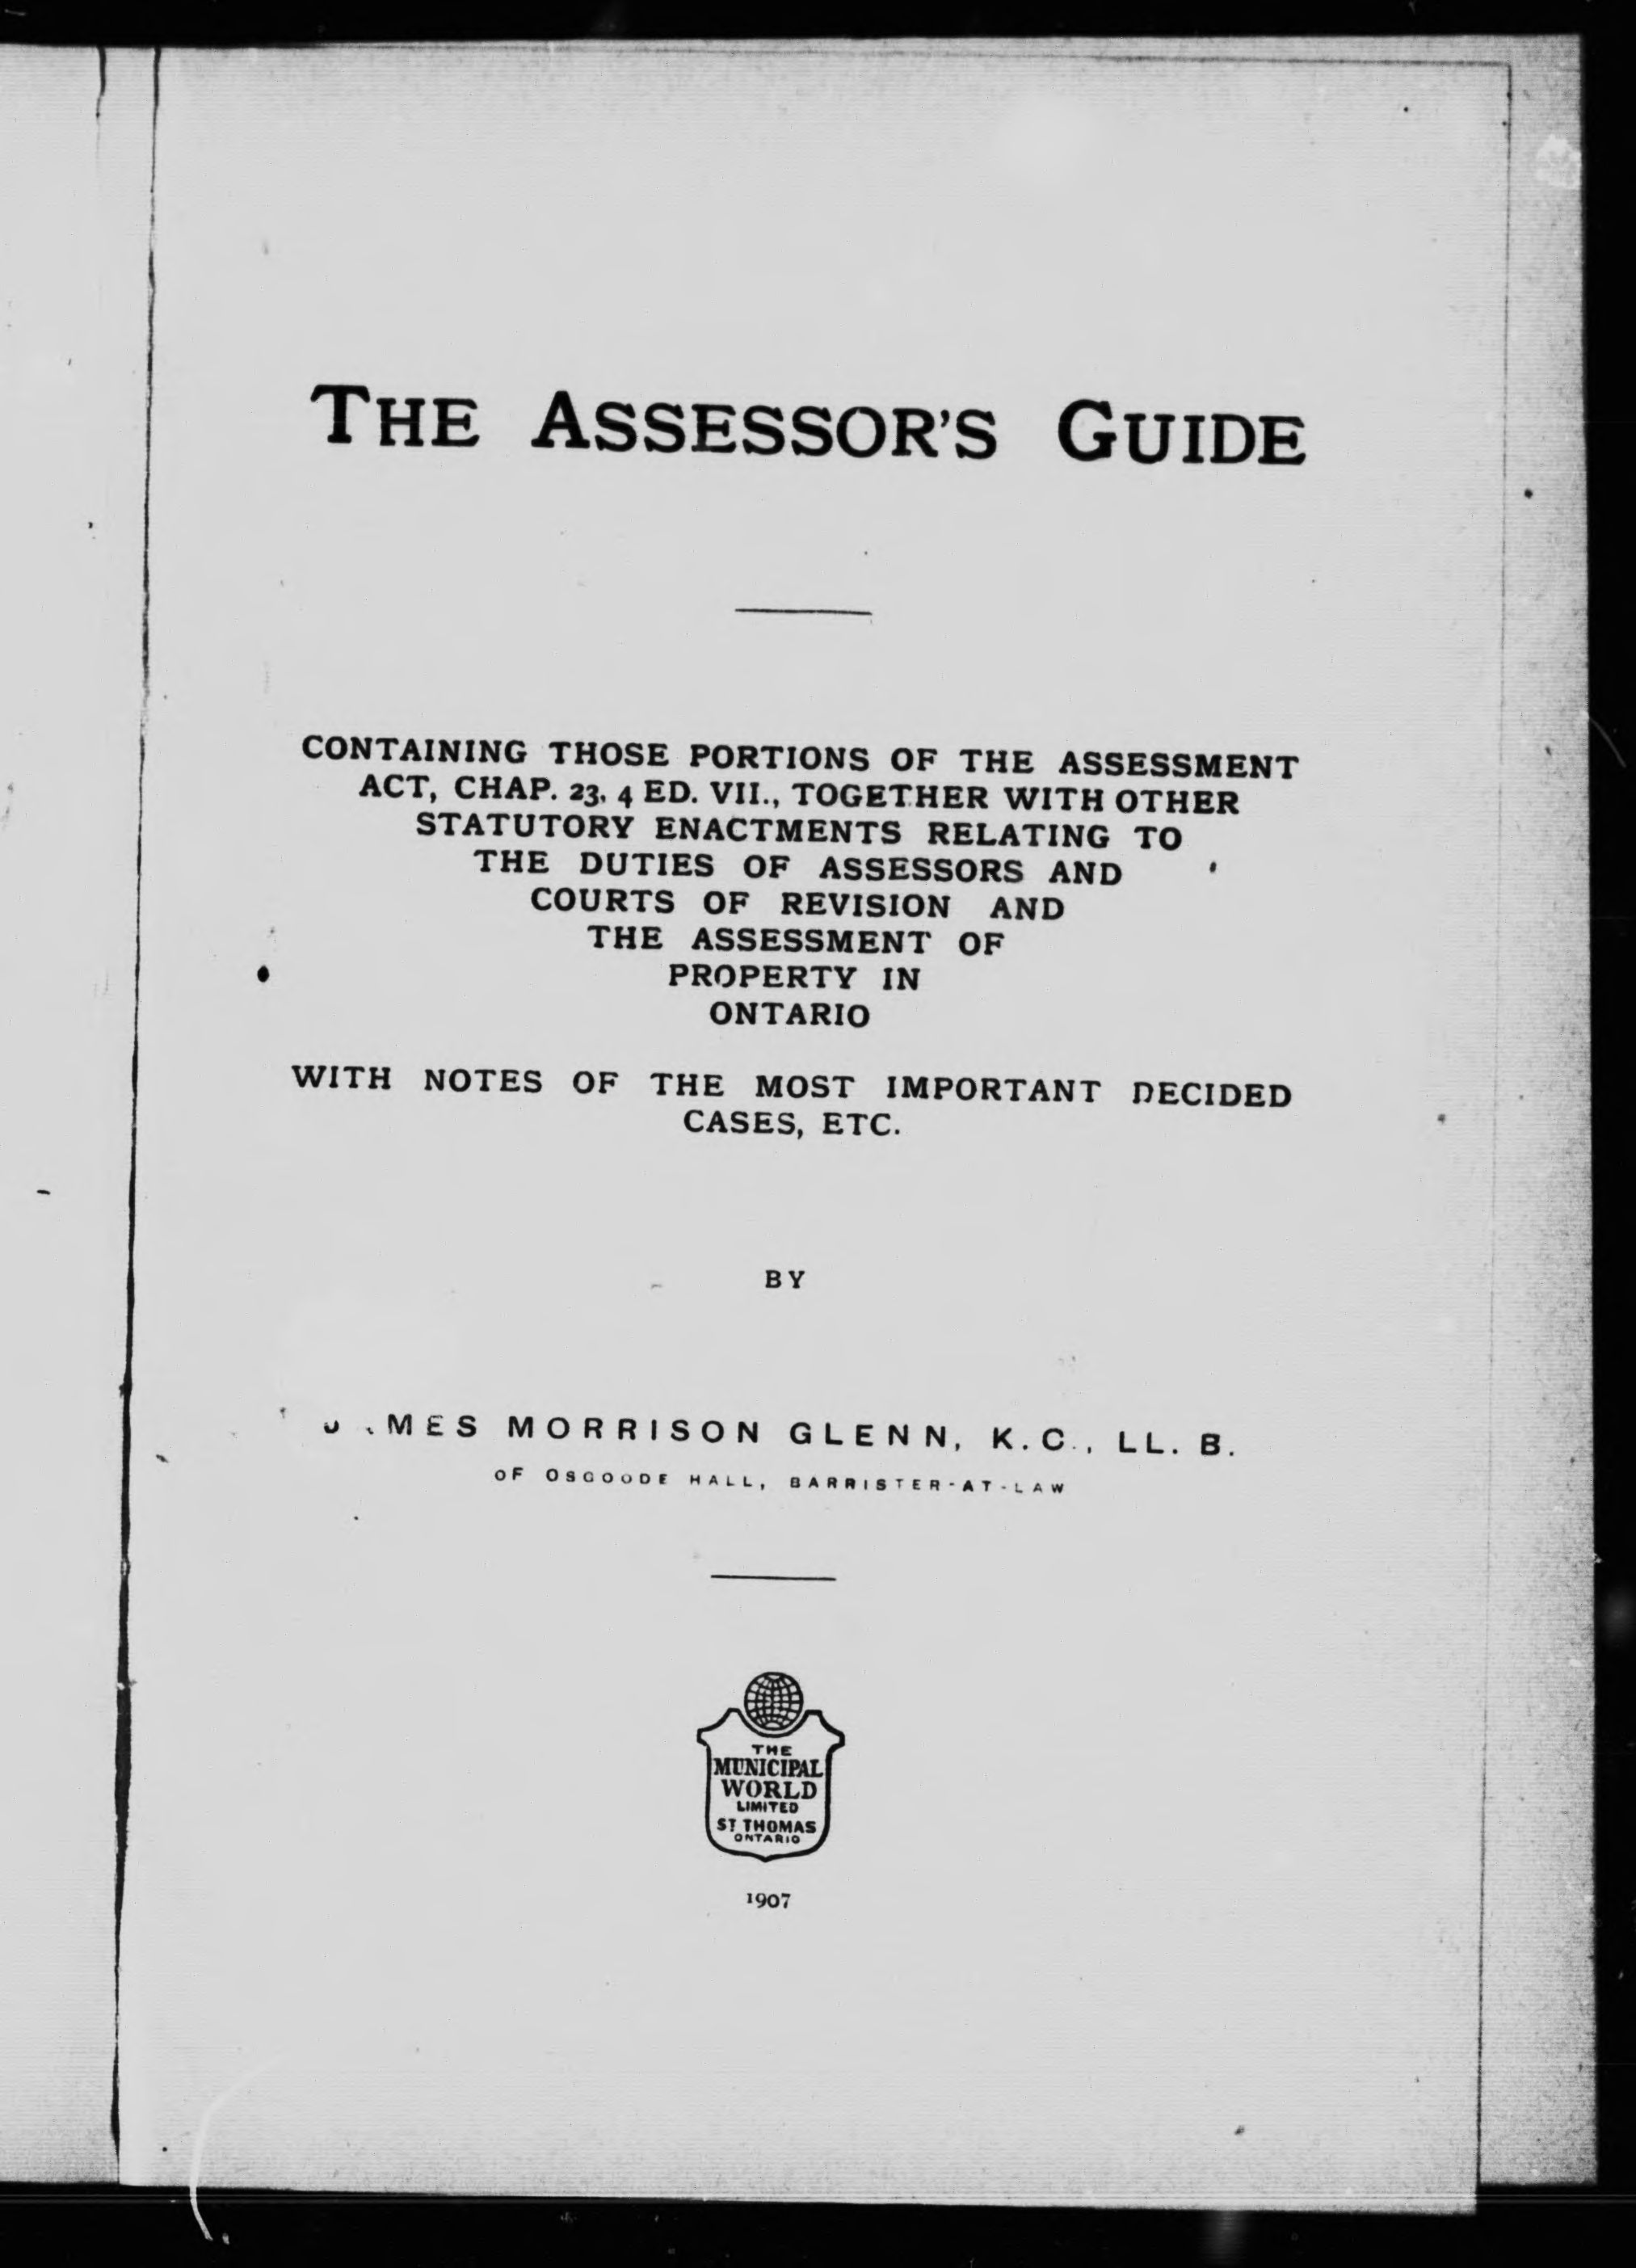 THE ASSESSOR'S GUIDE
CONTAINING THOSE PORTIONS OF THE ASSESSMENT
ACT, CHAP. 23, 4 ED. VII., TOGETHER WITH OTHER
STATUTORY ENACTMENTS RELATING TO
THE DUTIES OF ASSESSORS AND
COURTS OF REVISION AND
THE ASSESSMENT OF
PROPERTY IN
ONTARIO
WITH NOTES OF THE MOST IMPORTANT DECIDED
CASES, ETC.
BY
JAMES MORRISON GLENN, K.C., LL. B.
OF OSGOODE HALL, BARRISTER-AT-LAW
THE
MUNICIPAL
WORLD
LIMITED
ST THOMAS
ONTARIO
1907